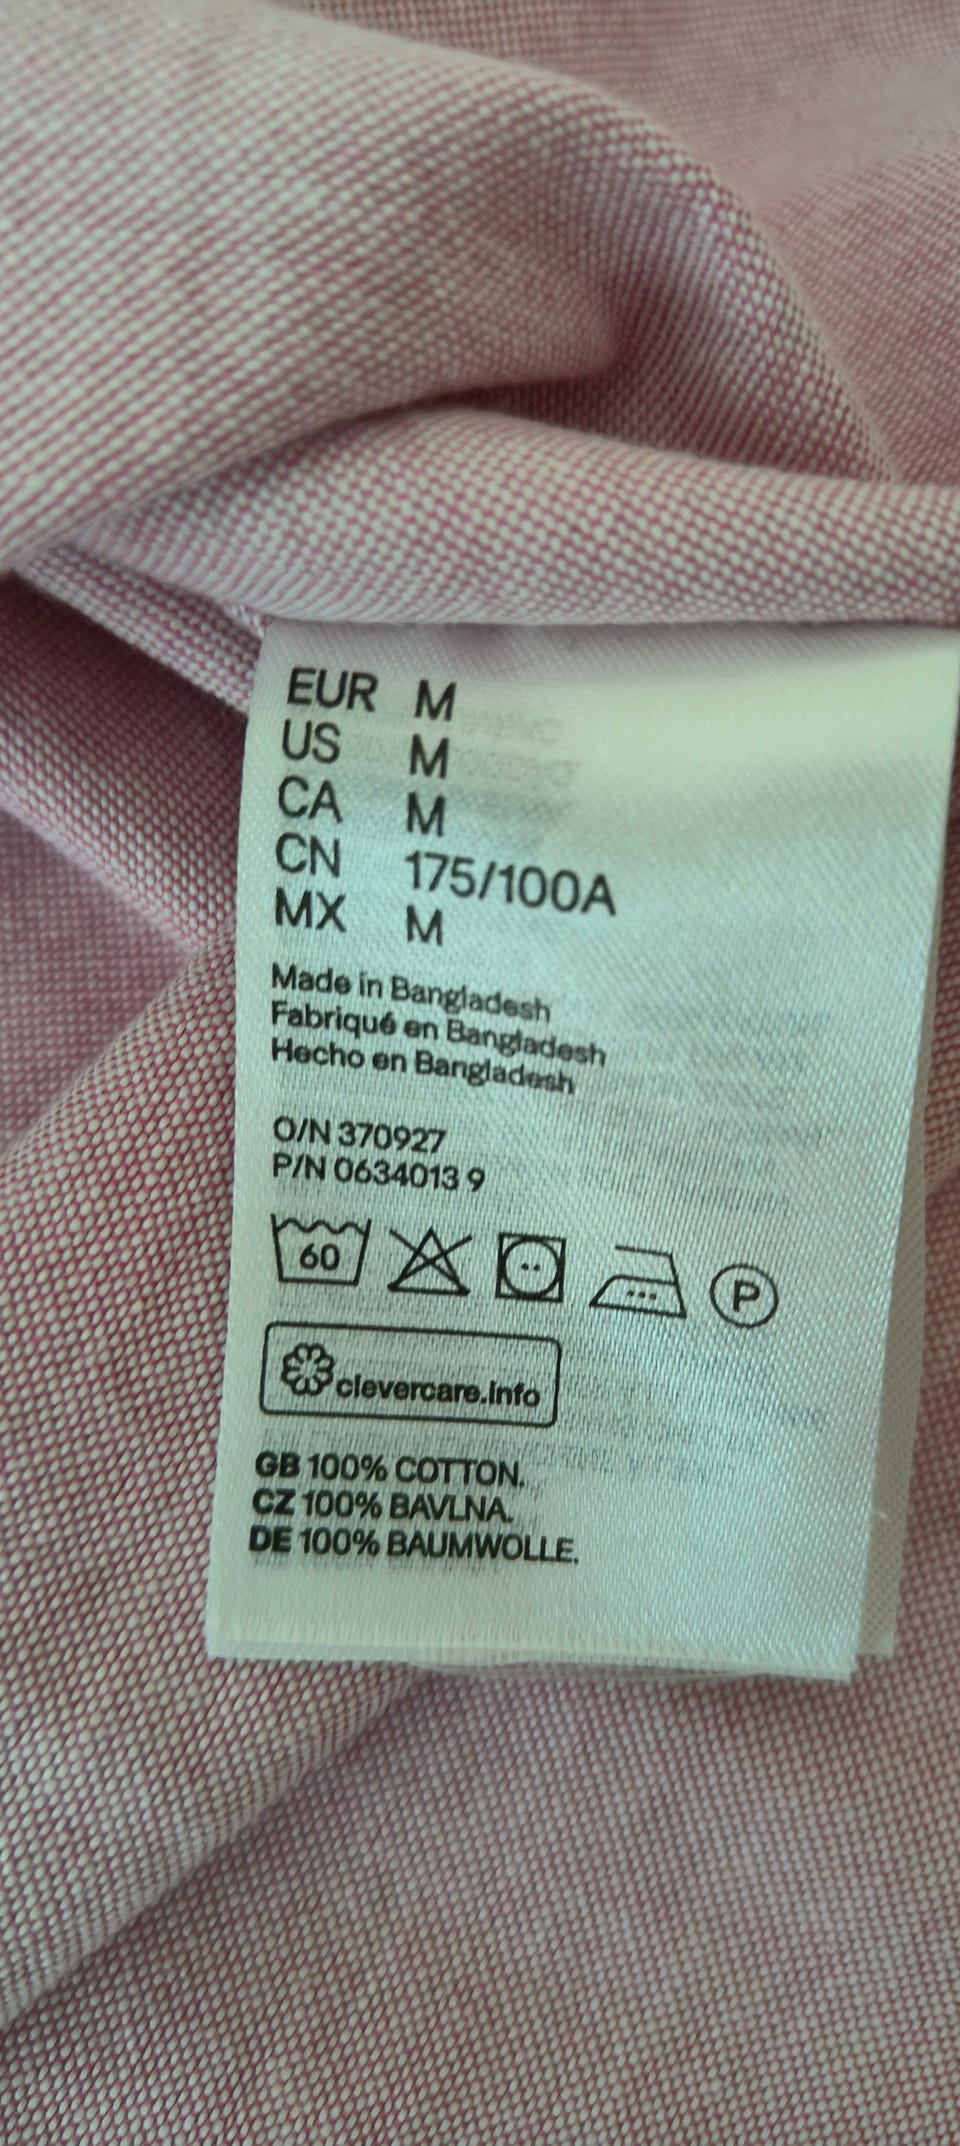 EUR M
US M
CA M
CN 175/100A
MX M
Made in Bangladesh
Fabriqué en Bangladesh
Hecho en Bangladesh
O/N 370927
P/N 0634013 9
60 P
clevercare.info
GB 100% COTTON.
CZ 100% BAVLNA.
DE 100% BAUMWOLLE.